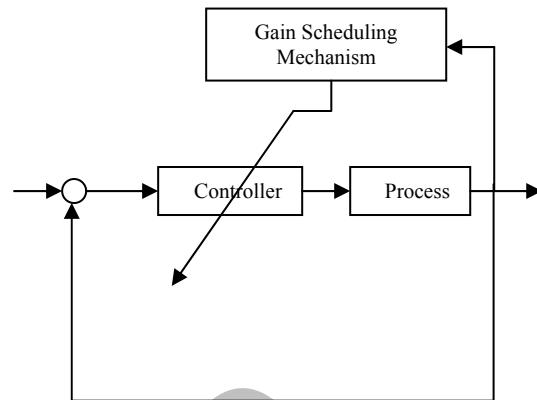 Gain Scheduling
Mechanism
Controller
Process